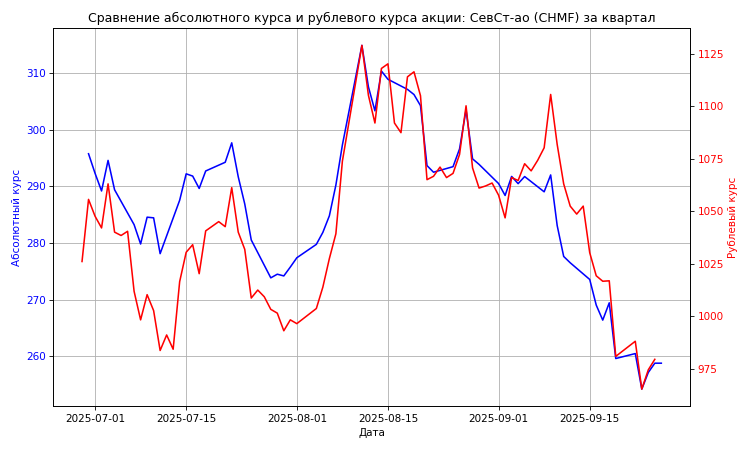 Сравнение абсолютного курса и рублевого курса акции: СевСт-ао (CHMF) за квартал
Абсолютный курс
310
300
290
280
270
260
1125
1100
1075
1050
1025
1000
975
Рублевый курс
2025-07-01 2025-07-15 2025-08-01 2025-08-15 2025-09-01 2025-09-15
Дата